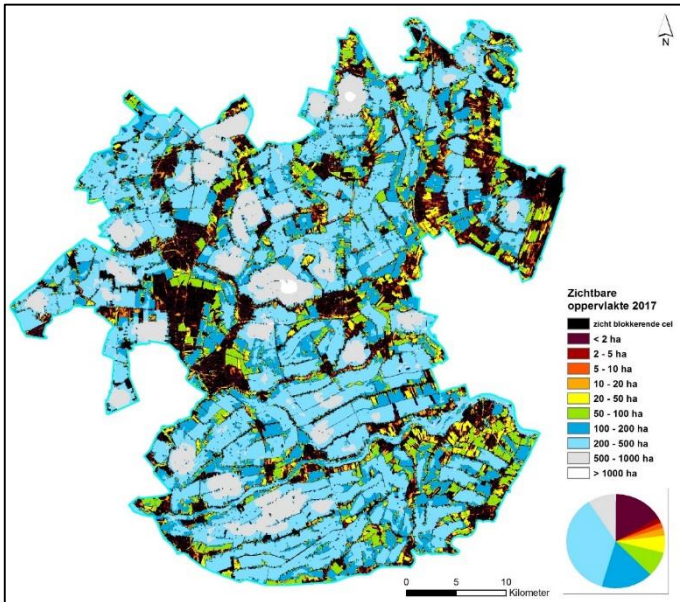 N
Zichtbare
oppervlakte 2017
zicht blokkerende cel
< 2 ha
2 - 5 ha
5 - 10 ha
10 - 20 ha
20 - 50 ha
50 - 100 ha
100 - 200 ha
200 - 500 ha
500 - 1000 ha
> 1000 ha
0 5 10
Kilometer